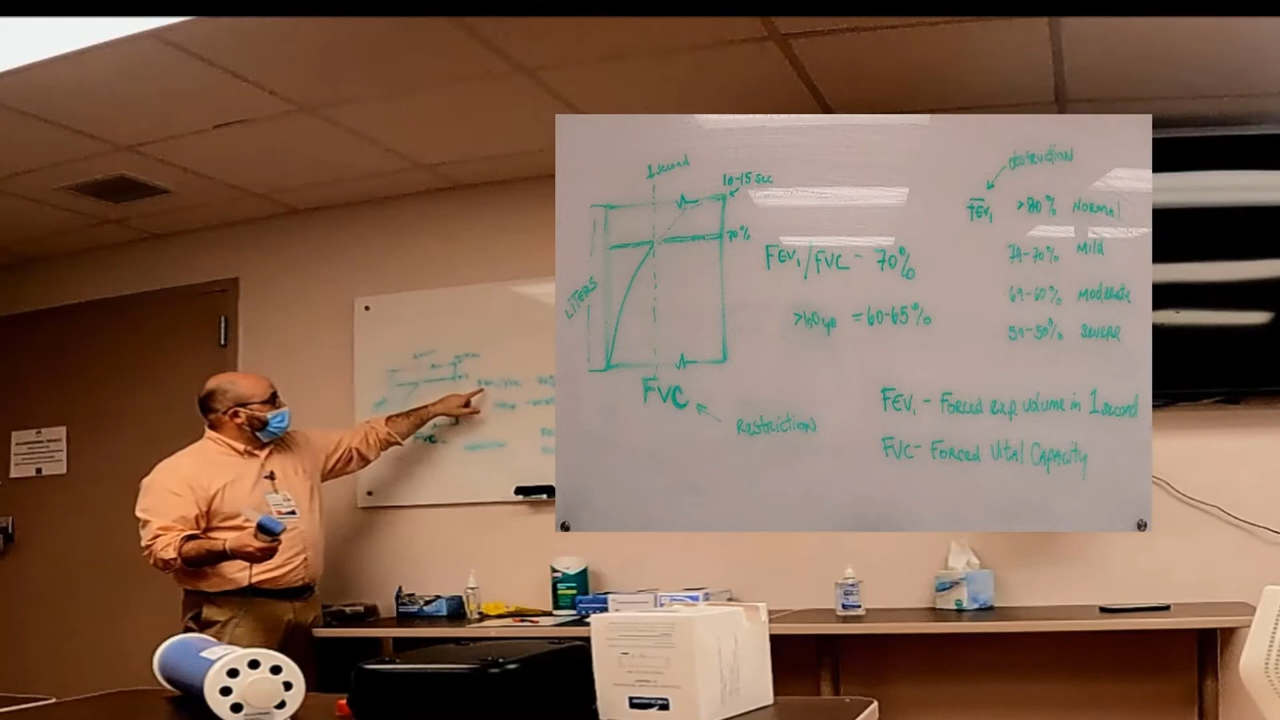 1 second
10-15 sec
70%
LITERS
FVC
RESTRICTION
FEV₁/FVC - 70%
>60yo = 60-65%
obstruction
FEV₁ >80% Normal
79-70% Mild
69-60% Moderate
59-50% severe
FEV₁ - Forced exp. volume in 1 second
FVC - Forced Vital Capacity